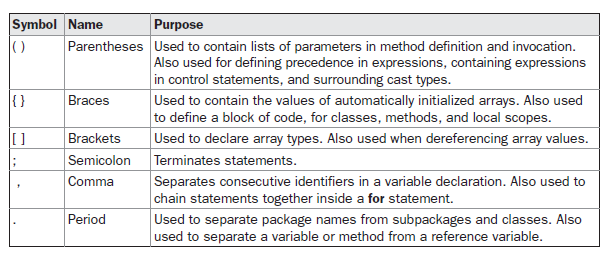 Symbol Name Purpose
( ) Parentheses Used to contain lists of parameters in method definition and invocation.
Also used for defining precedence in expressions, containing expressions
in control statements, and surrounding cast types.
{ } Braces Used to contain the values of automatically initialized arrays. Also used
to define a block of code, for classes, methods, and local scopes.
[ ] Brackets Used to declare array types. Also used when dereferencing array values.
; Semicolon Terminates statements.
, Comma Separates consecutive identifiers in a variable declaration. Also used to
chain statements together inside a for statement.
. Period Used to separate package names from subpackages and classes. Also
used to separate a variable or method from a reference variable.